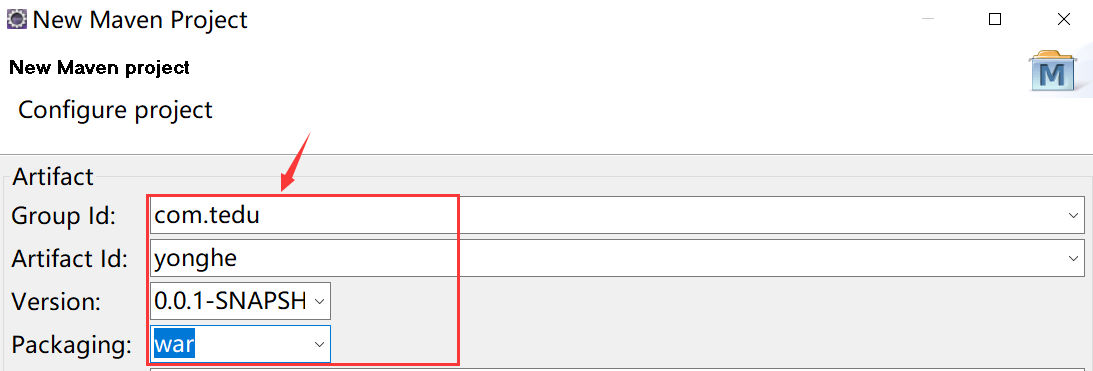 New Maven Project
New Maven project
Configure project
M
Artifact
Group Id: com.tedu
Artifact Id: yonghe
Version: 0.0.1-SNAPSH
Packaging: war